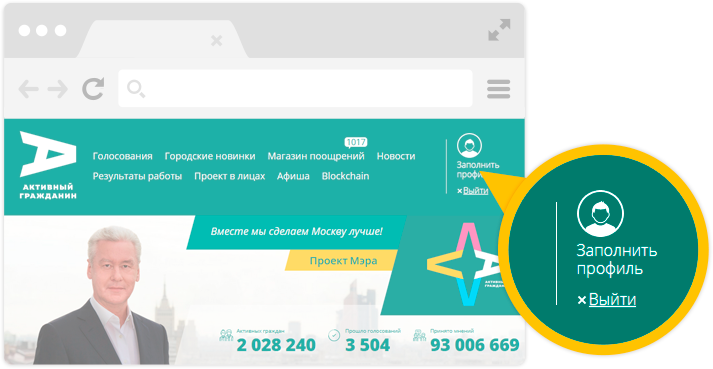 1017
Голосования Городские новинки Магазин поощрений Новости
Результаты работы Проект в лицах Афиша Blockchain
АКТИВНЫЙ
ГРАЖДАНИН
Заполнить
профиль
×Выйти
Вместе мы сделаем Москву лучше!
Проект Мэра
АКТИВНЫЙ
ГРАЖДАНИН
Активных граждан
2 028 240
Прошло голосований
3 504
Принято мнений
93 006 669
Заполнить
профиль
×Выйти